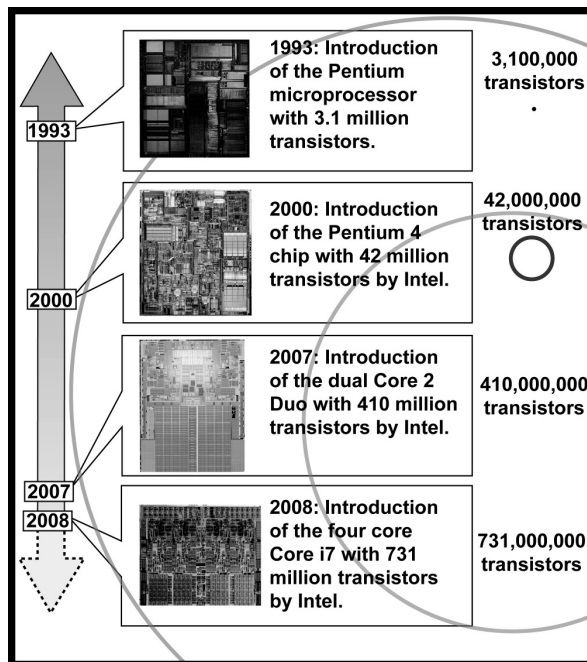 1993: Introduction
of the Pentium
microprocessor
with 3.1 million
transistors.
3,100,000
transistors
1993
2000: Introduction
of the Pentium 4
chip with 42 million
transistors by Intel.
42,000,000
transistors
2000
2007: Introduction
of the dual Core 2
Duo with 410 million
transistors by Intel.
410,000,000
transistors
2007
2008
2008: Introduction
of the four core
Core i7 with 731
million transistors
by Intel.
731,000,000
transistors